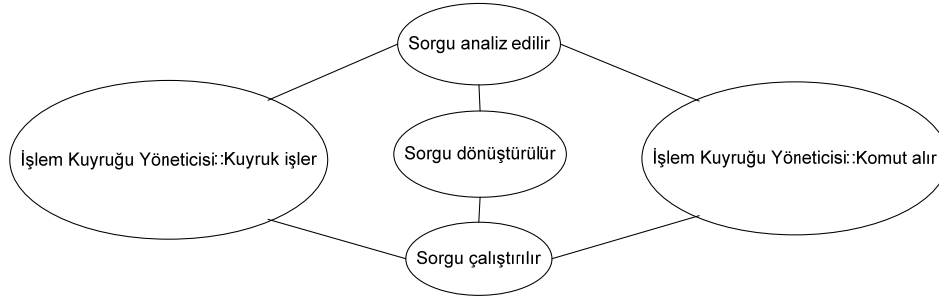 Sorgu analiz edilir
İşlem Kuyruğu Yöneticisi::Kuyruk işler
Sorgu dönüştürülür
İşlem Kuyruğu Yöneticisi::Komut alır
Sorgu çalıştırılır